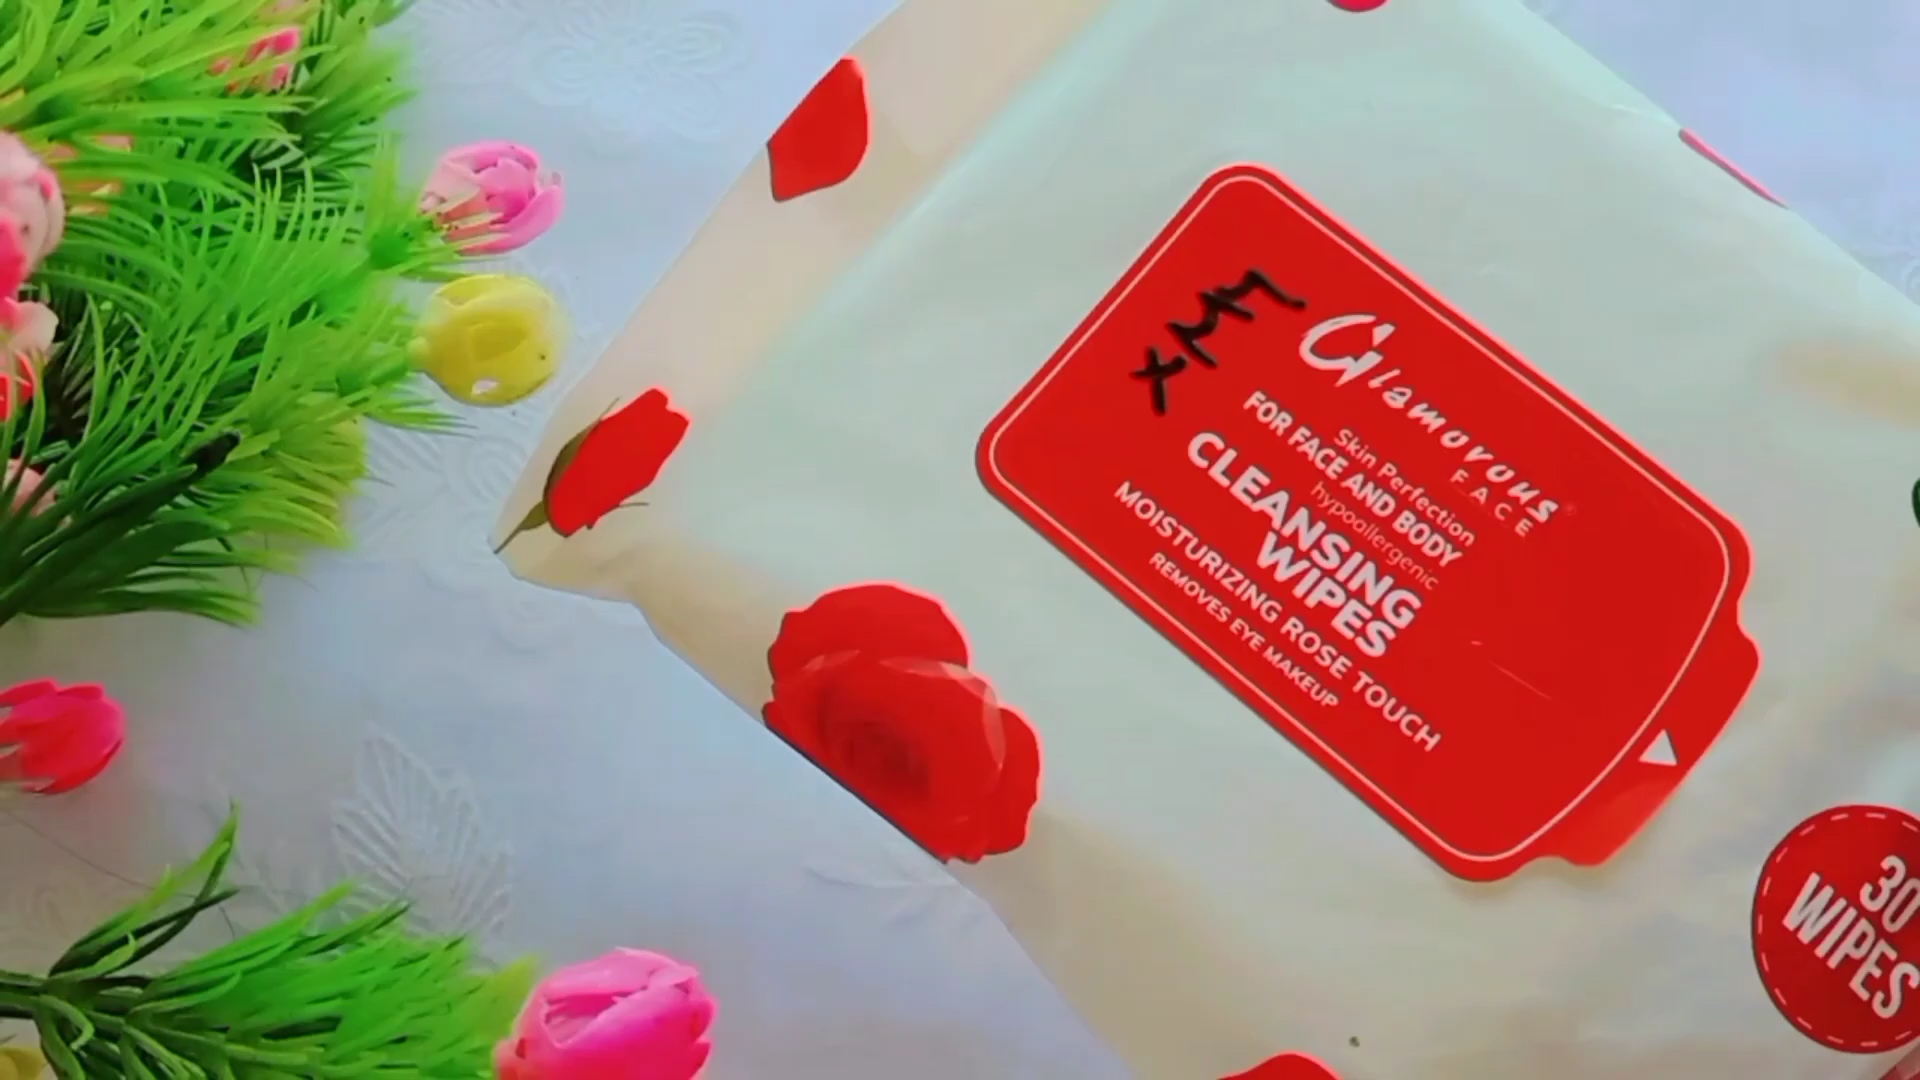 Glamorous
FACE
Skin Perfection
FOR FACE AND BODY
hypoallergenic
CLEANSING
WIPES
MOISTURIZING ROSE TOUCH
REMOVES EYE MAKEUP
30
WIPES